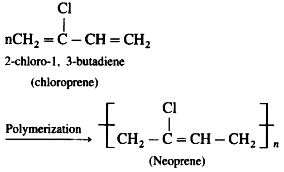 Cl
|
nCH₂ = C − CH = CH₂
2-chloro-1, 3-butadiene
(chloroprene)
Cl
|
Polymerization
[ CH₂ − C = CH − CH₂ ]ₙ
(Neoprene)